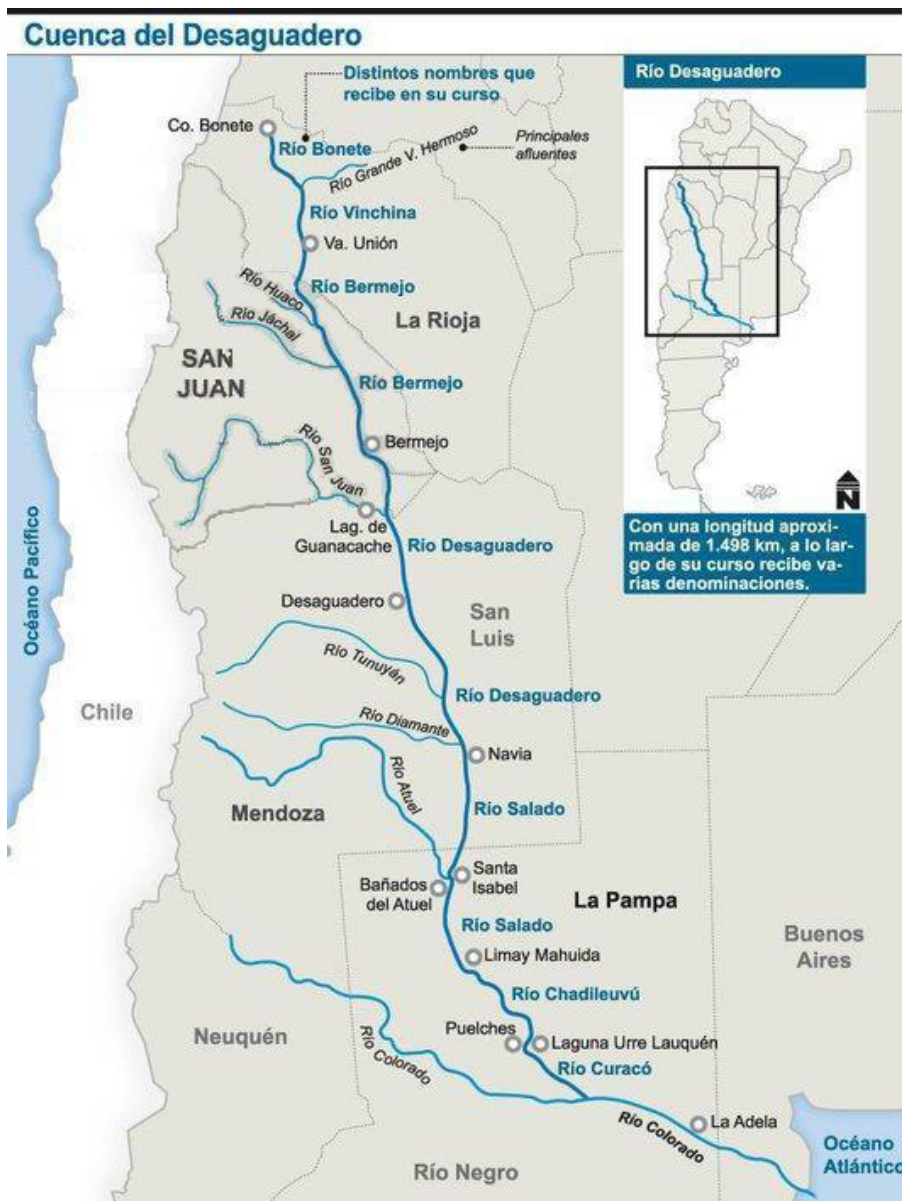 Cuenca del Desaguadero
Distintos nombres que
recibe en su curso
Río Desaguadero
Co. Bonete
Río Bonete
Río Grande V. Hermoso
Principales
afluentes
Río Vinchina
Va. Unión
Río Huaco
Río Bermejo
Río Jáchal
La Rioja
SAN
JUAN
Río Bermejo
Bermejo
Río San Juan
N
Lag. de
Guanacache
Río Desaguadero
Con una longitud aproxi-
mada de 1.498 km, a lo lar-
go de su curso recibe va-
rias denominaciones.
Océano Pacífico
Desaguadero
San
Luis
Río Tunuyán
Río Desaguadero
Chile
Río Diamante
Navia
Río Atuel
Mendoza
Río Salado
Santa
Isabel
Bañados
del Atuel
La Pampa
Río Salado
Buenos
Aires
Limay Mahuida
Río Chadileuvú
Neuquén
Puelches
Laguna Urre Lauquén
Río Colorado
Río Curacó
La Adela
Río Colorado
Océano
Atlántico
Río Negro